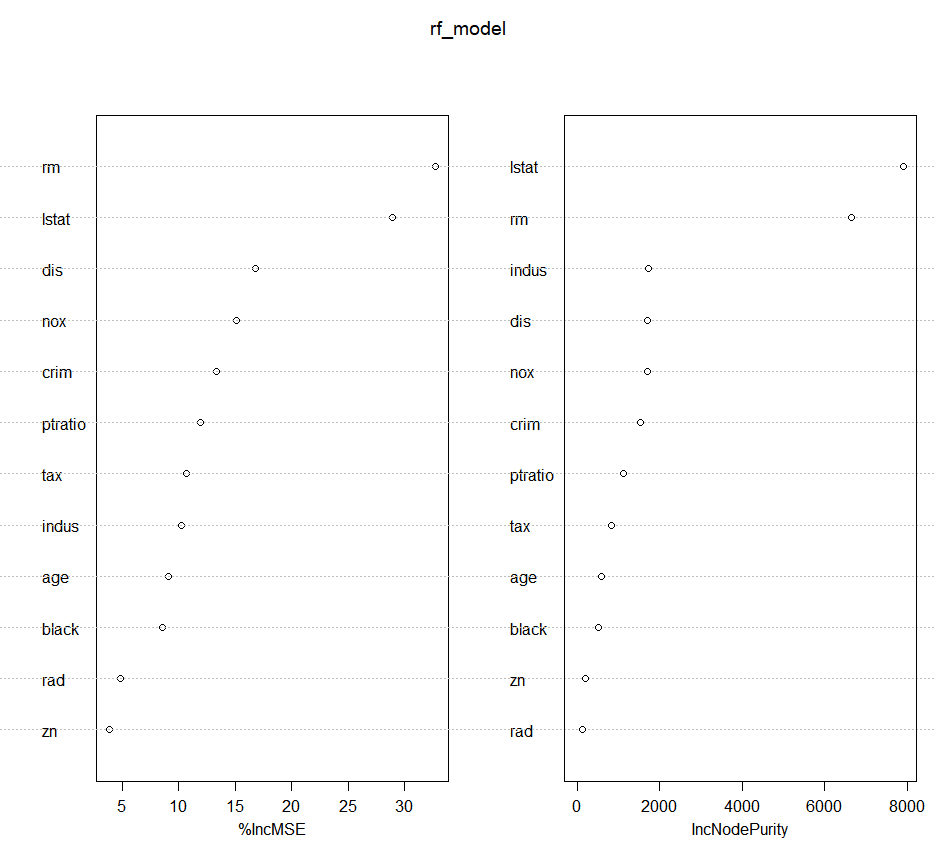 rf_model
rm
lstat
dis
nox
crim
ptratio
tax
indus
age
black
rad
zn
5 10 15 20 25 30
%IncMSE
lstat
rm
indus
dis
nox
crim
ptratio
tax
age
black
zn
rad
0 2000 4000 6000 8000
IncNodePurity